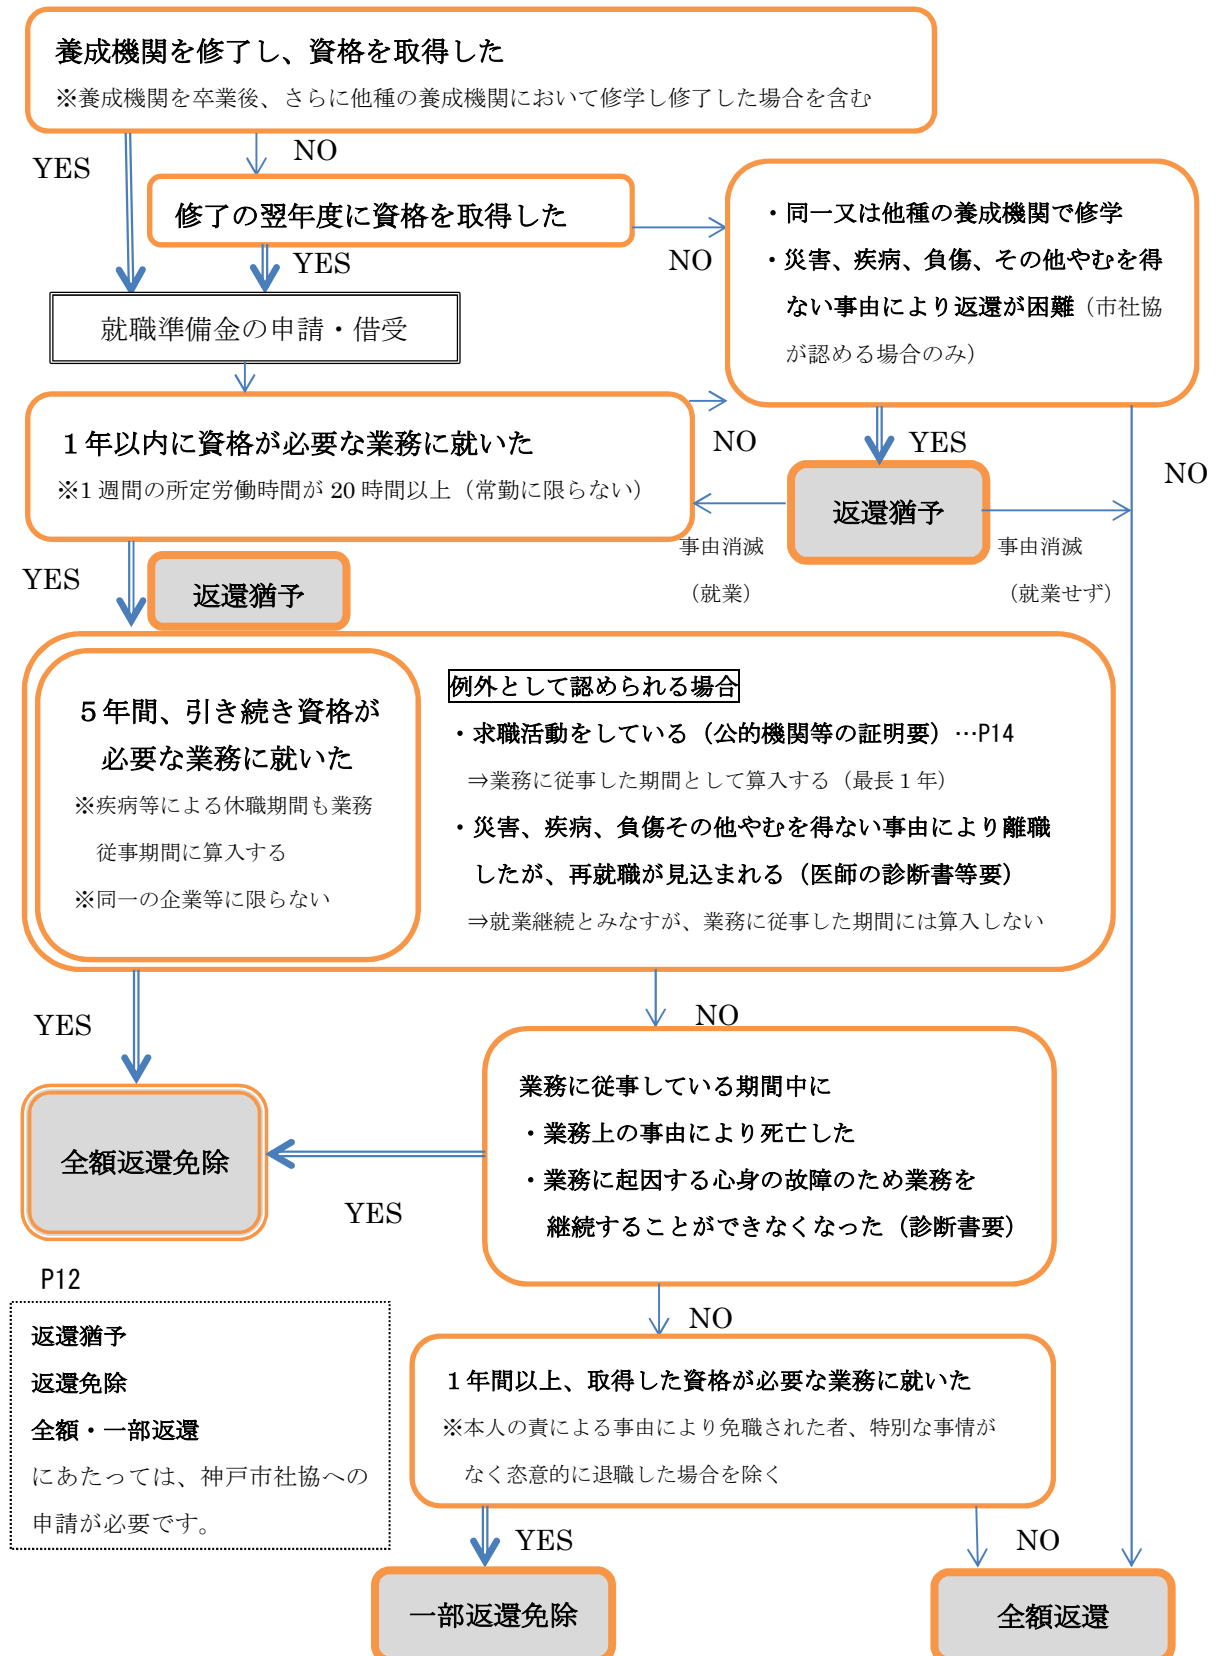 養成機関を修了し、資格を取得した
※養成機関を卒業後、さらに他種の養成機関において修学し修了した場合を含む
YES
NO
修了の翌年度に資格を取得した
NO
YES
・同一又は他種の養成機関で修学
・災害、疾病、負傷、その他やむを得
ない事由により返還が困難（市社協
が認める場合のみ）
就職準備金の申請・借受
１年以内に資格が必要な業務に就いた
※1 週間の所定労働時間が 20 時間以上（常勤に限らない）
NO
YES
NO
返還猶予
事由消滅
（就業）
事由消滅
（就業せず）
YES
返還猶予
５年間、引き続き資格が
必要な業務に就いた
※疾病等による休職期間も業務
従事期間に算入する
※同一の企業等に限らない
例外として認められる場合
・求職活動をしている（公的機関等の証明要）…P14
⇒業務に従事した期間として算入する（最長 1 年）
・災害、疾病、負傷その他やむを得ない事由により離職
したが、再就職が見込まれる（医師の診断書等要）
⇒就業継続とみなすが、業務に従事した期間には算入しない
YES
NO
業務に従事している期間中に
・業務上の事由により死亡した
・業務に起因する心身の故障のため業務を
継続することができなくなった（診断書要）
全額返還免除
YES
P12
返還猶予
返還免除
全額・一部返還
にあたっては、神戸市社協への
申請が必要です。
NO
１年間以上、取得した資格が必要な業務に就いた
※本人の責による事由により免職された者、特別な事情が
なく恣意的に退職した場合を除く
YES
NO
一部返還免除
全額返還